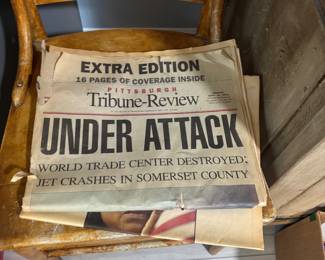 EXTRA EDITION
16 PAGES OF COVERAGE INSIDE
PITTSBURGH
Tribune-Review
UNDER ATTACK
WORLD TRADE CENTER DESTROYED;
JET CRASHES IN SOMERSET COUNTY